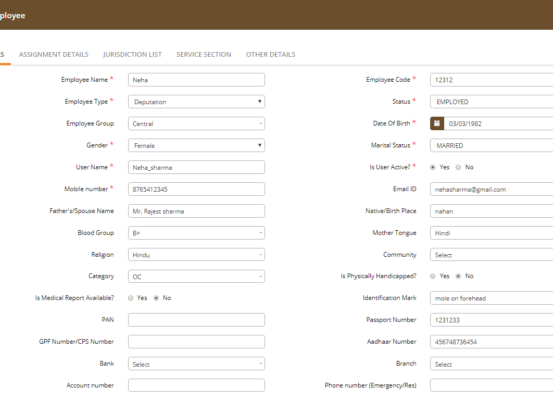 ployee
S ASSIGNMENT DETAILS JURISDICTION LIST SERVICE SECTION OTHER DETAILS
Employee Name * Neha Employee Code * 12312
Employee Type * Deputation Status * EMPLOYED
Employee Group Central Date Of Birth * 03/03/1982
Gender * Female Marital Status * MARRIED
User Name * Neha_sharma Is User Active? * Yes No
Mobile number * 8765412345 Email ID nehasharma@gmail.com
Father's/Spouse Name Mr. Rajest sharma Native/Birth Place nahan
Blood Group B+ Mother Tongue Hindi
Religion Hindu Community Select
Category OC Is Physically Handicapped? Yes No
Is Medical Report Available? Yes No Identification Mark mole on forehead
PAN Passport Number 1231233
GPF Number/CPS Number Aadhaar Number 456748736454
Bank Select Branch Select
Account number Phone number (Emergency/Res)